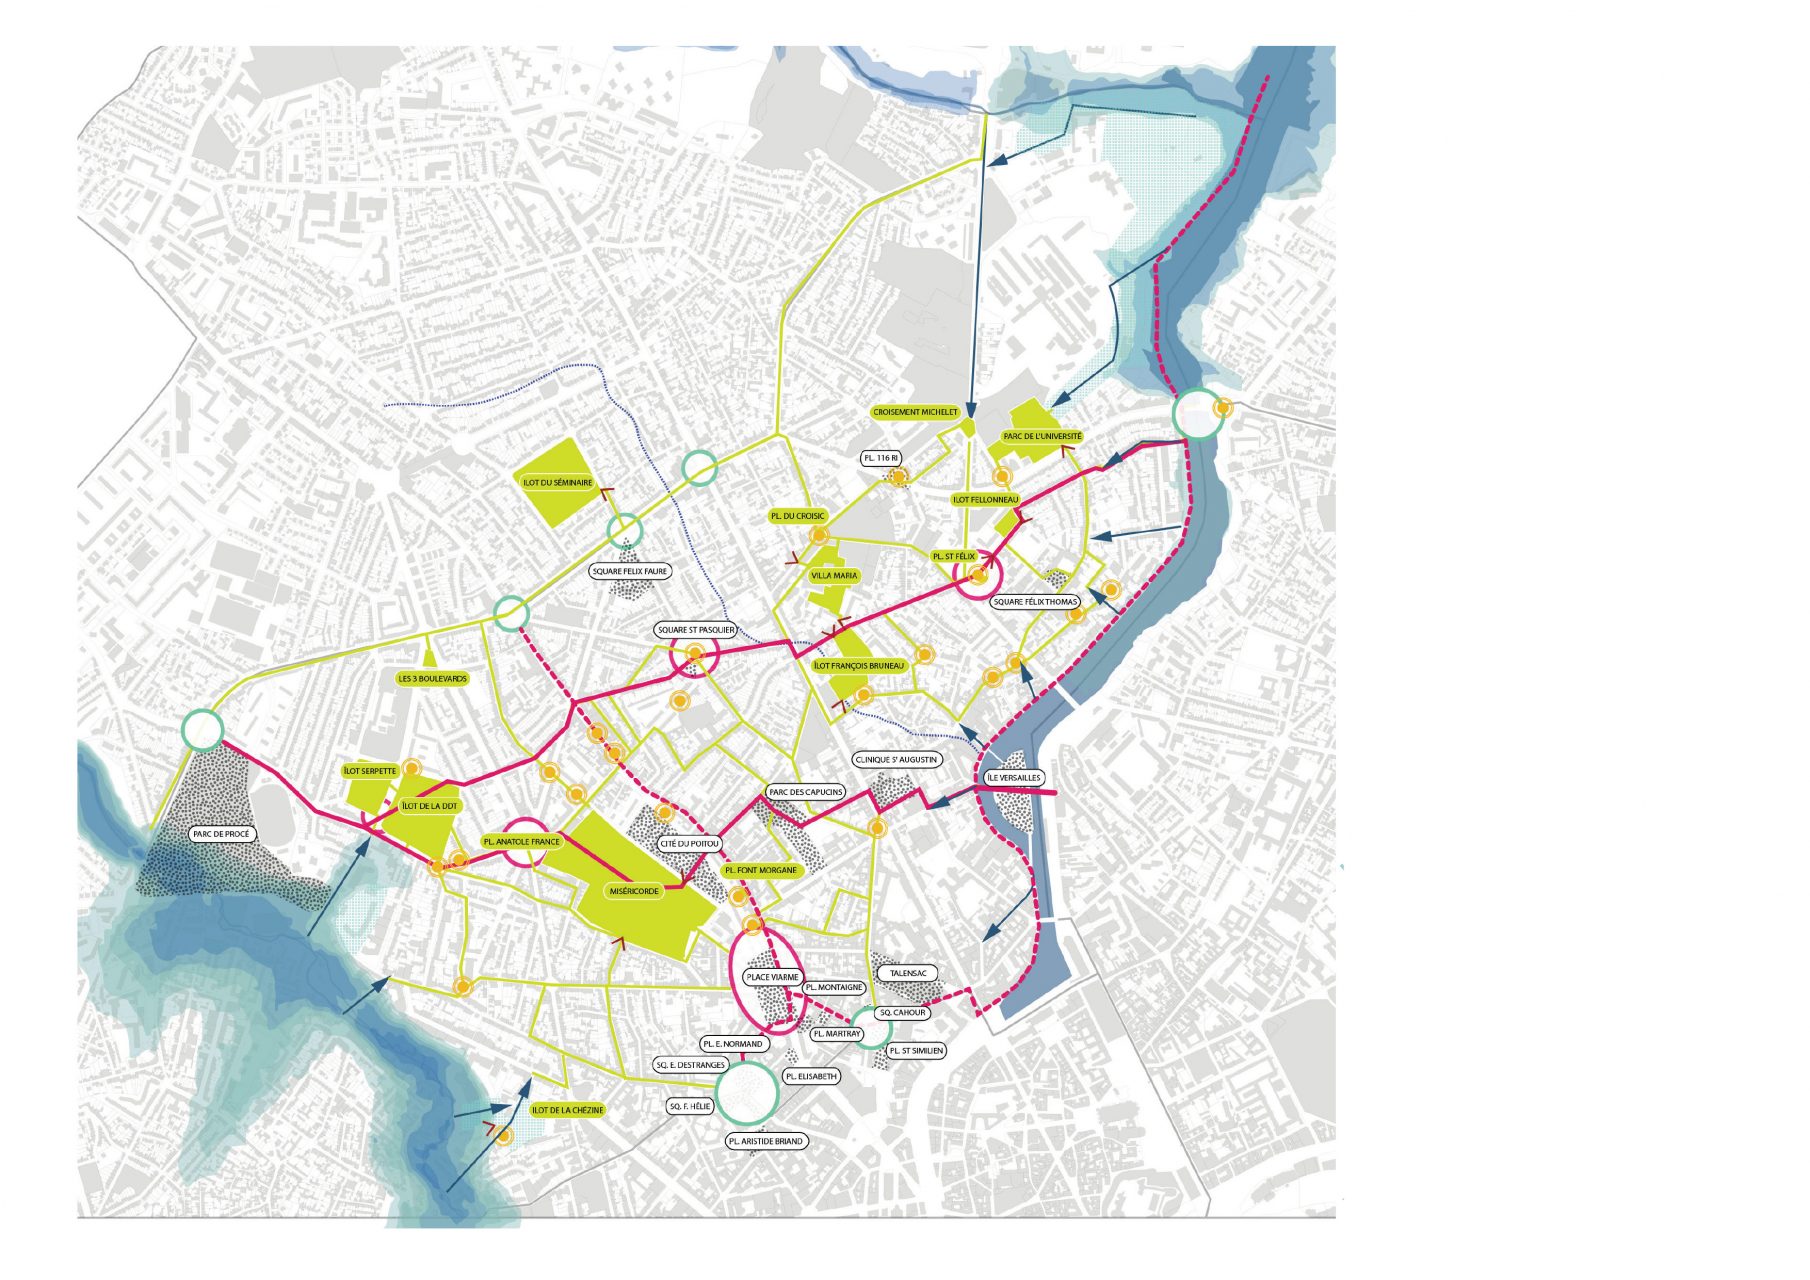 CROISEMENT MICHELET
PARC DE L'UNIVERSITÉ
PL. 116 RI
ILOT DU SÉMINAIRE
ILOT FELLONNEAU
PL. DU CROISIC
PL. ST FÉLIX
SQUARE FELIX FAURE
VILLA MARIA
SQUARE FÉLIX THOMAS
SQUARE ST PASQUIER
ÎLOT FRANÇOIS BRUNEAU
LES 3 BOULEVARDS
CLINIQUE ST AUGUSTIN
ÎLOT SERPETTE
ÎLE VERSAILLES
PARC DES CAPUCINS
ÎLOT DE LA DDT
PARC DE PROCÉ
PL. ANATOLE FRANCE
CITÉ DU POITOU
PL. FONT MORGANE
MISÉRICORDE
PLACE VIARME
TALENSAC
PL. MONTAIGNE
SQ. CAHOUR
PL. MARTRAY
PL. E. NORMAND
PL. ST SIMILIEN
SQ. E. DESTRANGES
PL. ELISABETH
SQ. F. HÉLIE
ILOT DE LA CHÉZINE
PL. ARISTIDE BRIAND